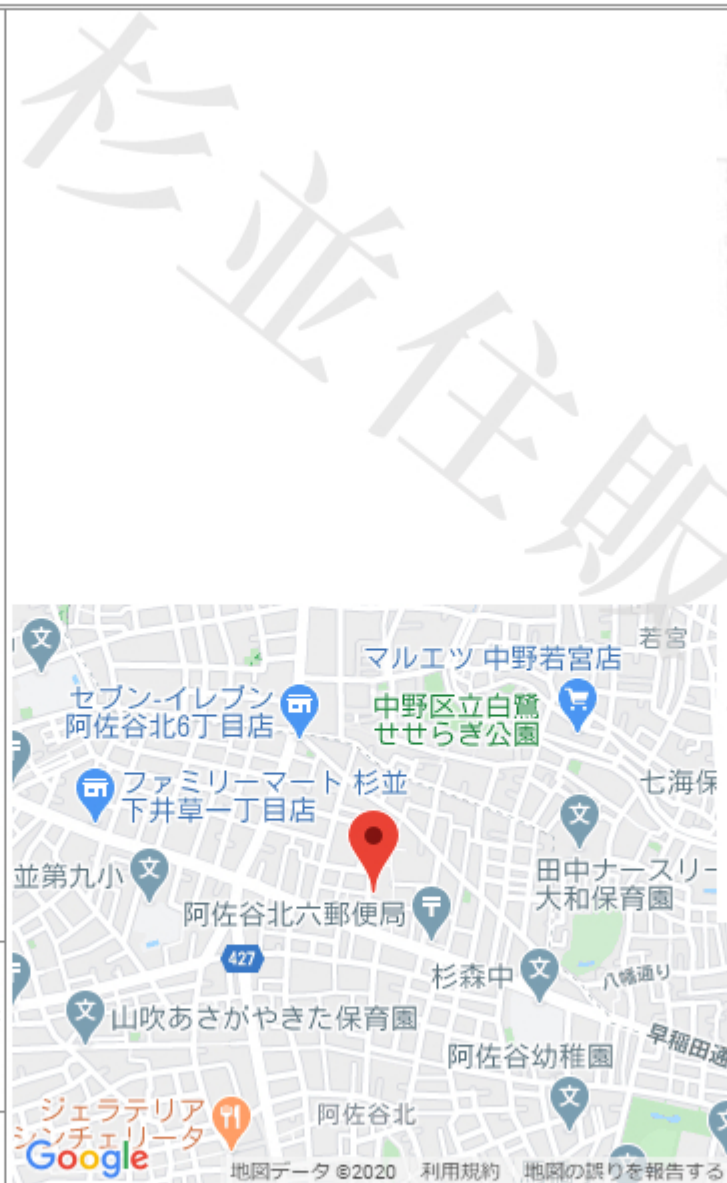 杉並住販
若宮
マルエツ 中野若宮店
セブン-イレブン
阿佐谷北6丁目店
中野区立白鷺
せせらぎ公園
ファミリーマート 杉並
下井草一丁目店
七海保
並第九小
田中ナースリー
大和保育園
阿佐谷北六郵便局
427
杉森中
八幡通り
山吹あさがやきた保育園
早稲田通
阿佐谷幼稚園
ジェラテリア
シンチェリータ
阿佐谷北
Google
地図データ ©2020 利用規約 地図の誤りを報告する